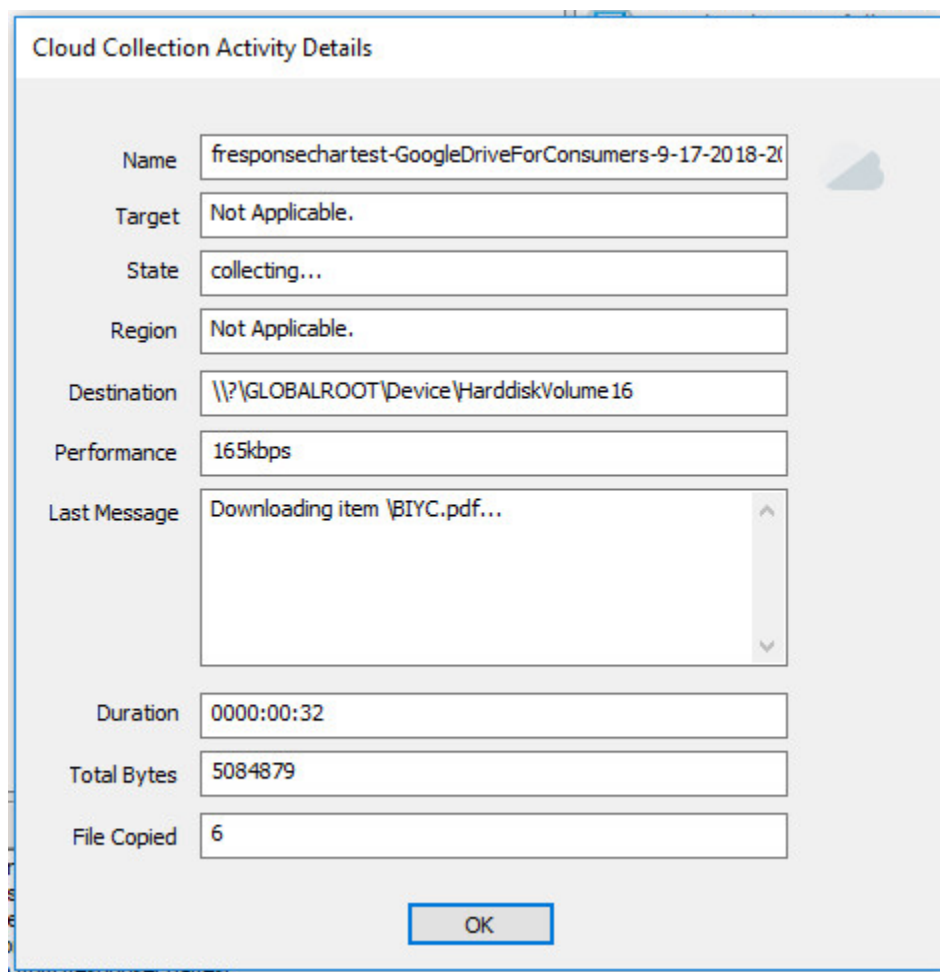 Cloud Collection Activity Details
Name fresponsechartest-GoogleDriveForConsumers-9-17-2018-20
Target Not Applicable.
State collecting...
Region Not Applicable.
Destination \\?\GLOBALROOT\Device\HarddiskVolume16
Performance 165kbps
Last Message Downloading item \BIYC.pdf...
Duration 0000:00:32
Total Bytes 5084879
File Copied 6
OK